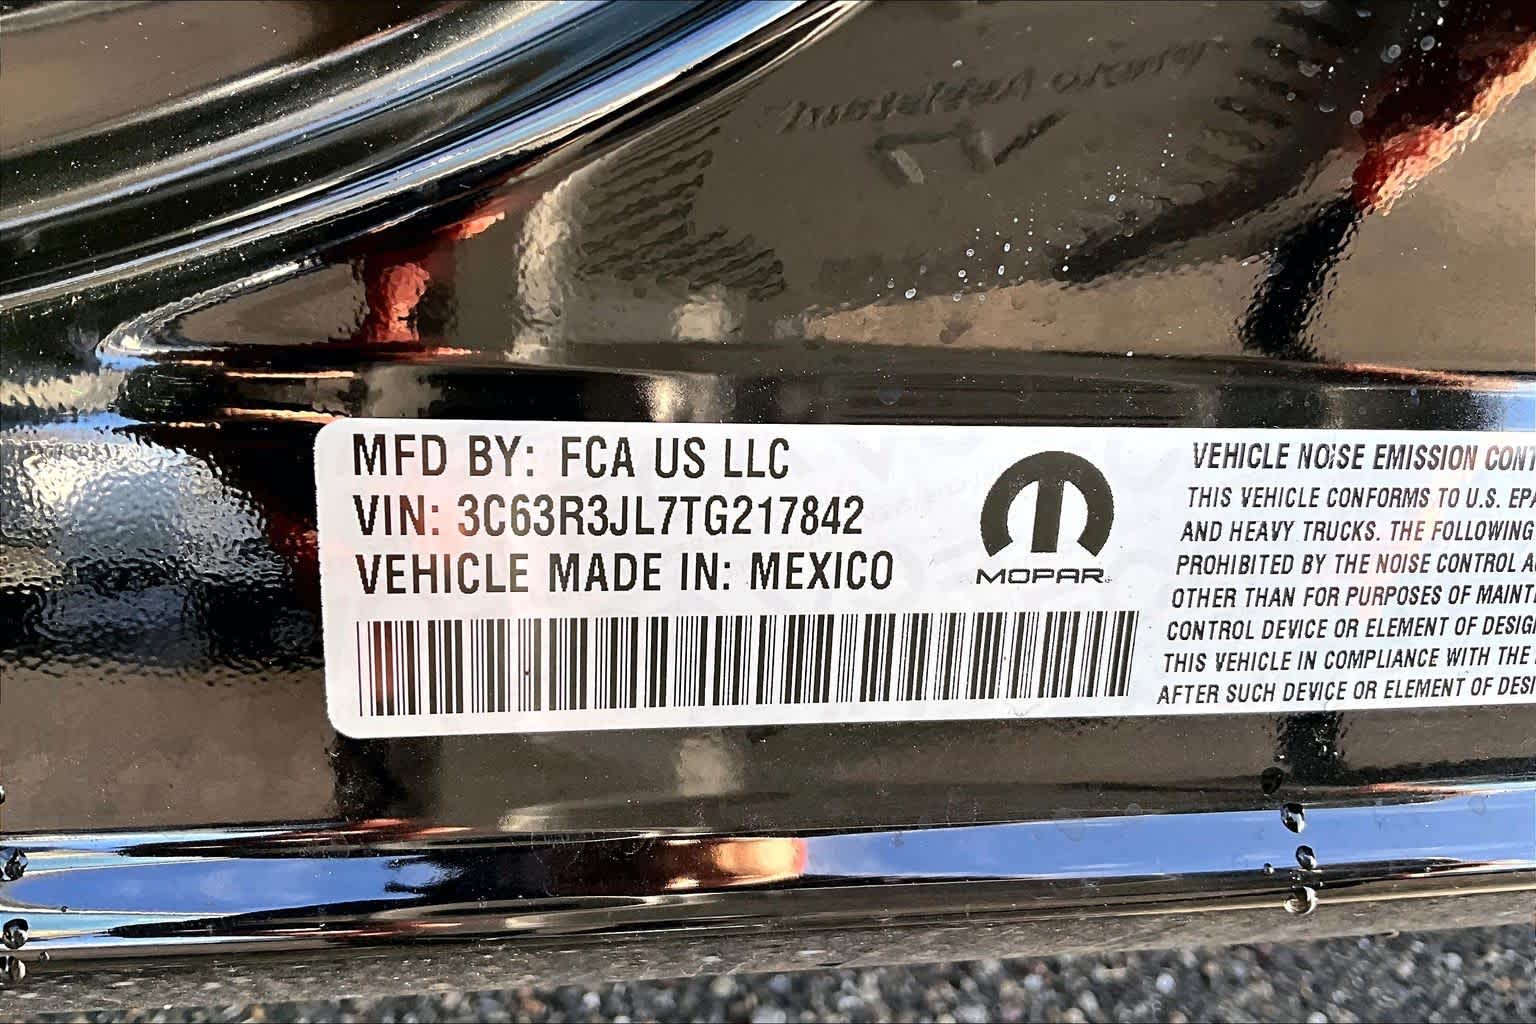 MFD BY: FCA US LLC
VIN: 3C63R3JL7TG217842
VEHICLE MADE IN: MEXICO
MOPAR
VEHICLE NOISE EMISSION
THIS VEHICLE CONFORMS TO U.S. EPA
AND HEAVY TRUCKS. THE FOLLOWING
PROHIBITED BY THE NOISE CONTROL
OTHER THAN FOR PURPOSES OF
CONTROL DEVICE OR ELEMENT OF
THIS VEHICLE IN COMPLIANCE WITH THE
AFTER SUCH DEVICE OR ELEMENT OF